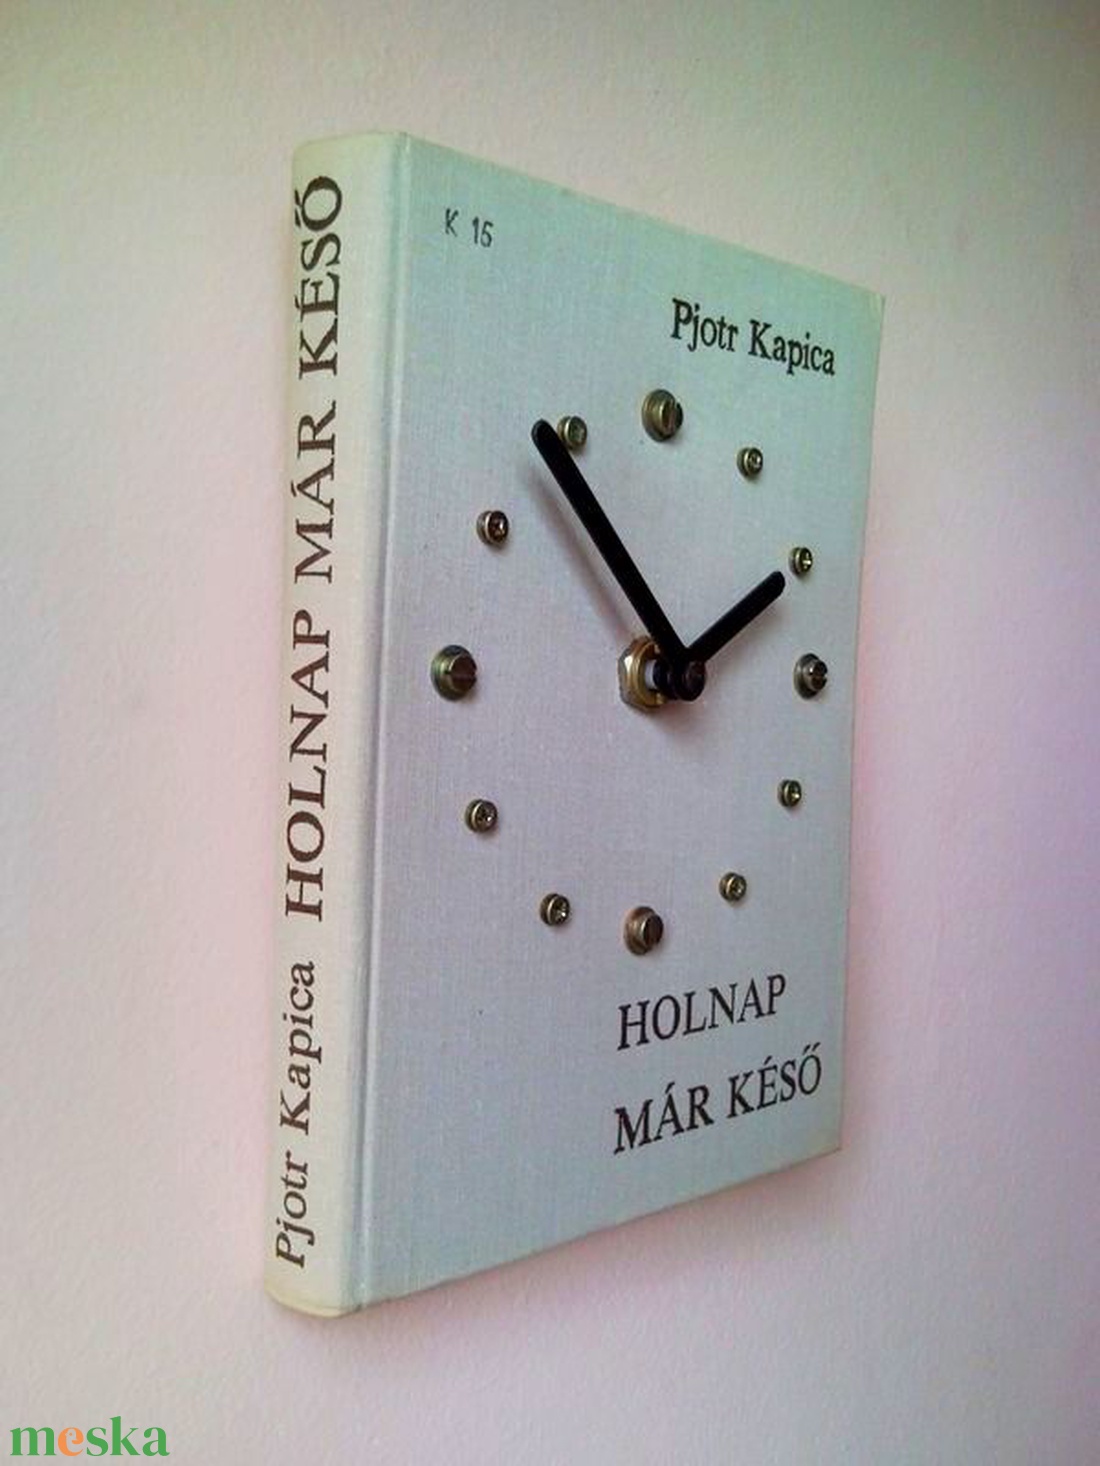 Pjotr Kapica HOLNAP MÁR KÉSŐ
K 15
Pjotr Kapica
HOLNAP
MÁR KÉSŐ
meska